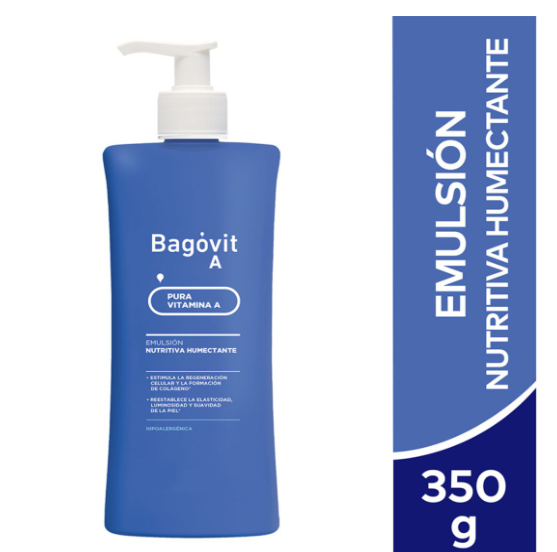 Bagóvit
A
PURA
VITAMINA A
EMULSIÓN
NUTRITIVA HUMECTANTE
• ESTIMULA LA REGENERACIÓN
CELULAR Y LA FORMACIÓN
DE COLÁGENO*
• REESTABLECE LA ELASTICIDAD,
LUMINOSIDAD Y SUAVIDAD
DE LA PIEL*
HIPOALERGÉNICA
EMULSIÓN
NUTRITIVA HUMECTANTE
350
g